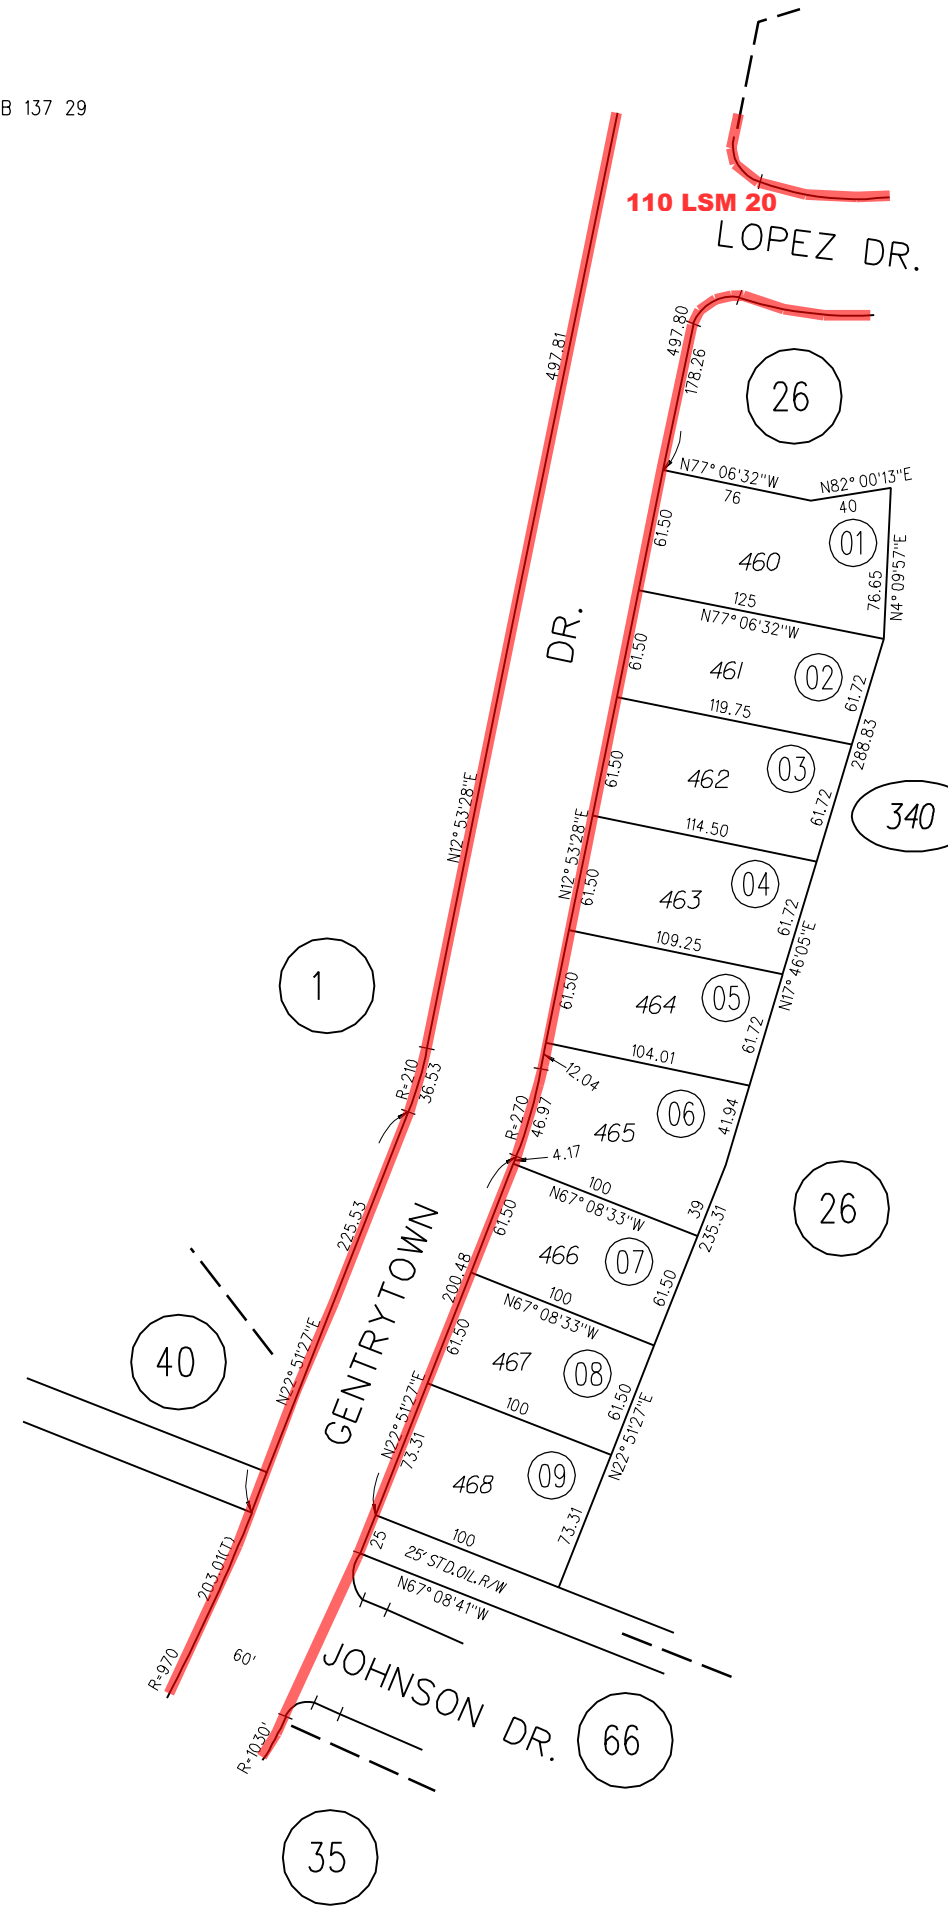 B 137 29
110 LSM 20
LOPEZ DR.
497.81
497.80
178.26
26
N77° 06'32"W
76
N82° 00'13"E
40
01
61.50
460
76.65
N4° 09'57"E
125
N77° 06'32"W
DR.
61.50
461
02
61.72
119.75
288.83
61.50
462
03
61.72
340
N12° 53'28"E
114.50
N12° 53'28"E
61.50
463
04
61.72
109.25
N17° 46'05"E
1
61.50
464
05
61.72
104.01
R=210
36.53
12.04
R=270
46.97
465
06
41.94
4.17
100
N67° 08'33"W
39
235.31
26
225.53
GENTRYTOWN
61.50
466
07
61.50
200.48
100
N67° 08'33"W
40
N22° 51'27"E
61.50
467
08
61.50
N22° 51'27"E
100
N22° 51'27"E
73.31
468
09
73.31
203.01(T)
25
100
25' STD.OIL.R/W
N67° 08'41"W
R=970
60'
JOHNSON DR.
R=1030'
66
35